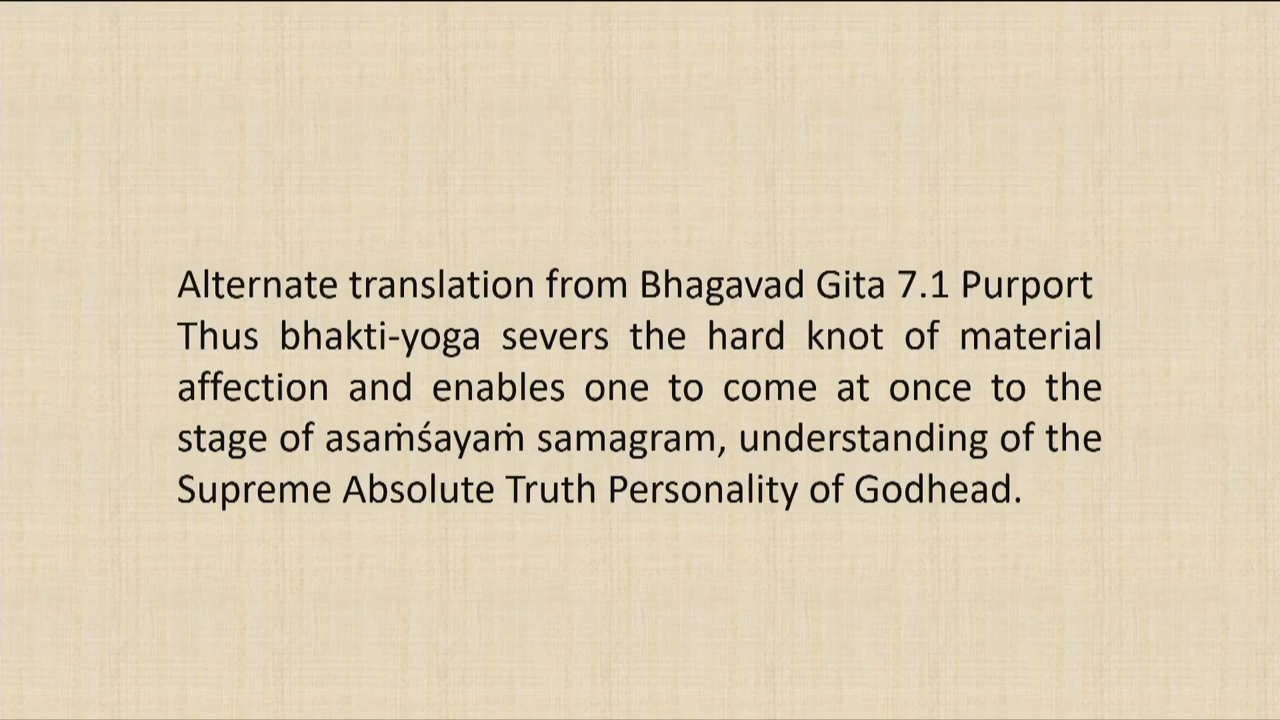 Alternate translation from Bhagavad Gita 7.1 Purport
Thus bhakti-yoga severs the hard knot of material
affection and enables one to come at once to the
stage of asaṁśayaṁ samagram, understanding of the
Supreme Absolute Truth Personality of Godhead.